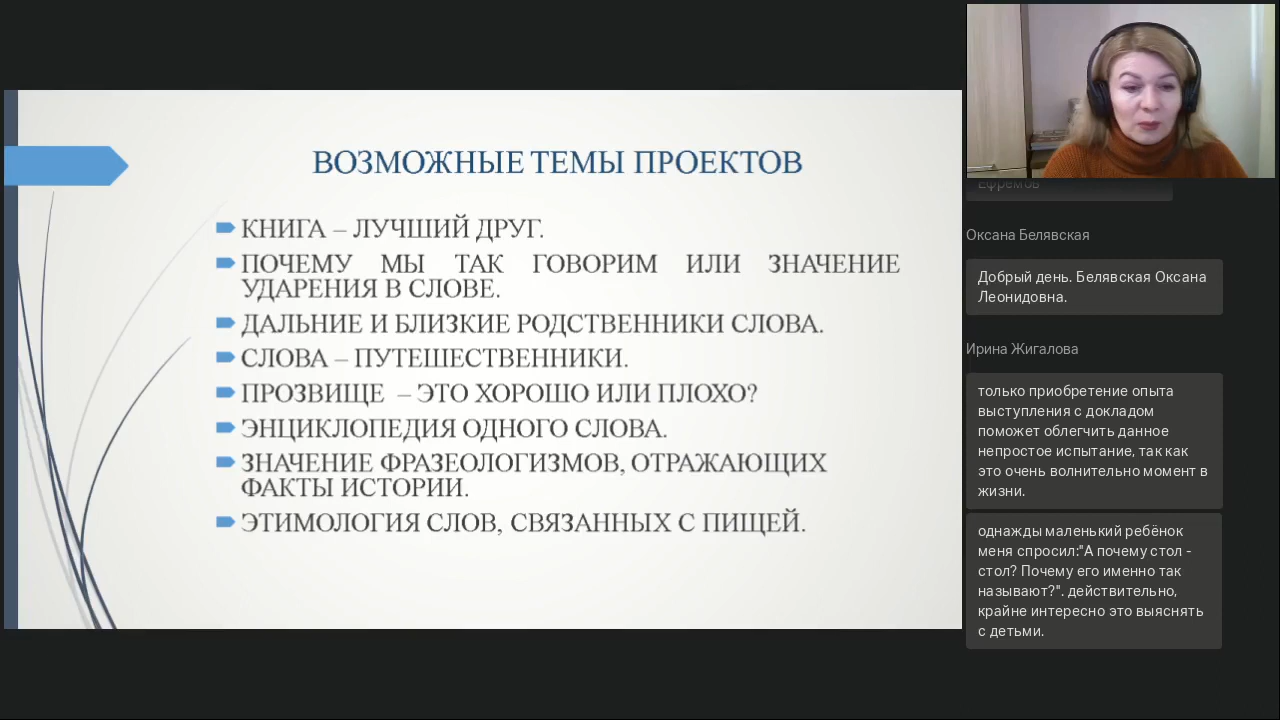 ВОЗМОЖНЫЕ ТЕМЫ ПРОЕКТОВ
КНИГА – ЛУЧШИЙ ДРУГ.
ПОЧЕМУ МЫ ТАК ГОВОРИМ ИЛИ ЗНАЧЕНИЕ
УДАРЕНИЯ В СЛОВЕ.
ДАЛЬНИЕ И БЛИЗКИЕ РОДСТВЕННИКИ СЛОВА.
СЛОВА – ПУТЕШЕСТВЕННИКИ.
ПРОЗВИЩЕ – ЭТО ХОРОШО ИЛИ ПЛОХО?
ЭНЦИКЛОПЕДИЯ ОДНОГО СЛОВА.
ЗНАЧЕНИЕ ФРАЗЕОЛОГИЗМОВ, ОТРАЖАЮЩИХ
ФАКТЫ ИСТОРИИ.
ЭТИМОЛОГИЯ СЛОВ, СВЯЗАННЫХ С ПИЩЕЙ.
Ефремов
Оксана Белявская
Добрый день. Белявская Оксана
Леонидовна.
Ирина Жигалова
только приобретение опыта
выступления с докладом
поможет облегчить данное
непростое испытание, так как
это очень волнительно момент в
жизни.
однажды маленький ребёнок
меня спросил:"А почему стол -
стол? Почему его именно так
называют?". действительно,
крайне интересно это выяснять
с детьми.